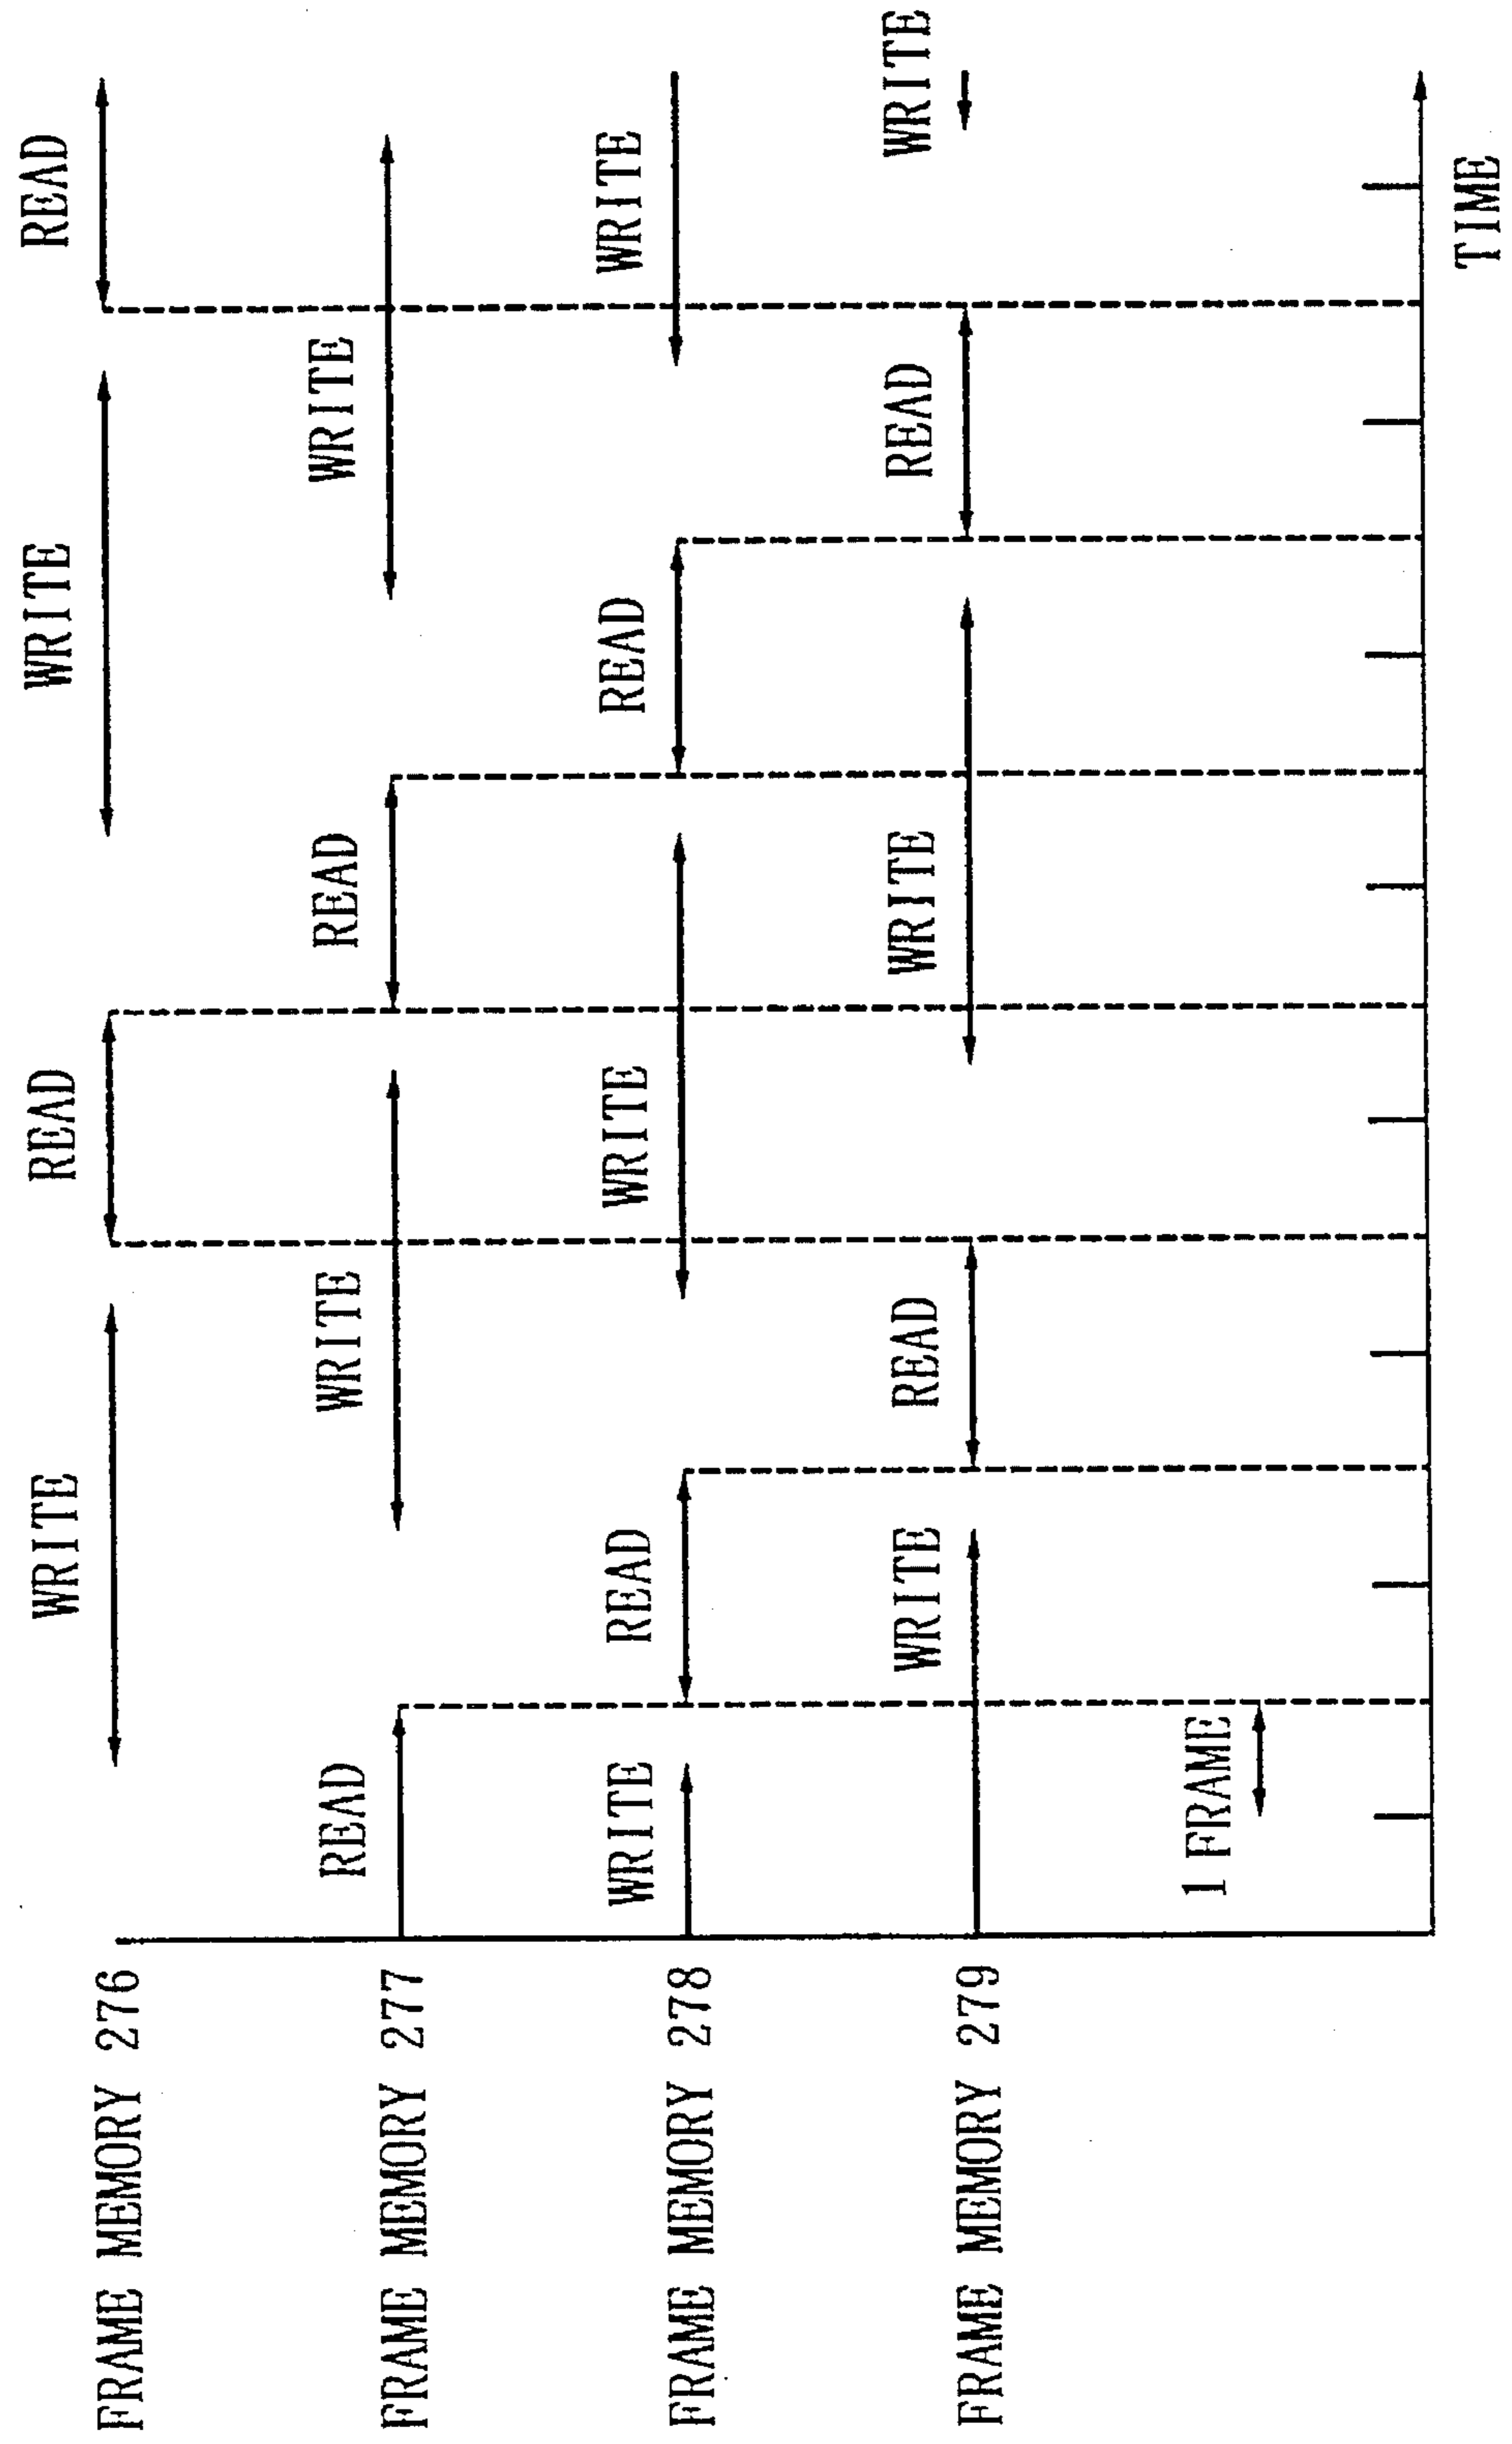 FRAME MEMORY 276
WRITE
READ
WRITE
READ
FRAME MEMORY 277
READ
WRITE
READ
WRITE
FRAME MEMORY 278
WRITE
READ
WRITE
READ
WRITE
FRAME MEMORY 279
WRITE
READ
WRITE
READ
WRITE
1 FRAME
TIME